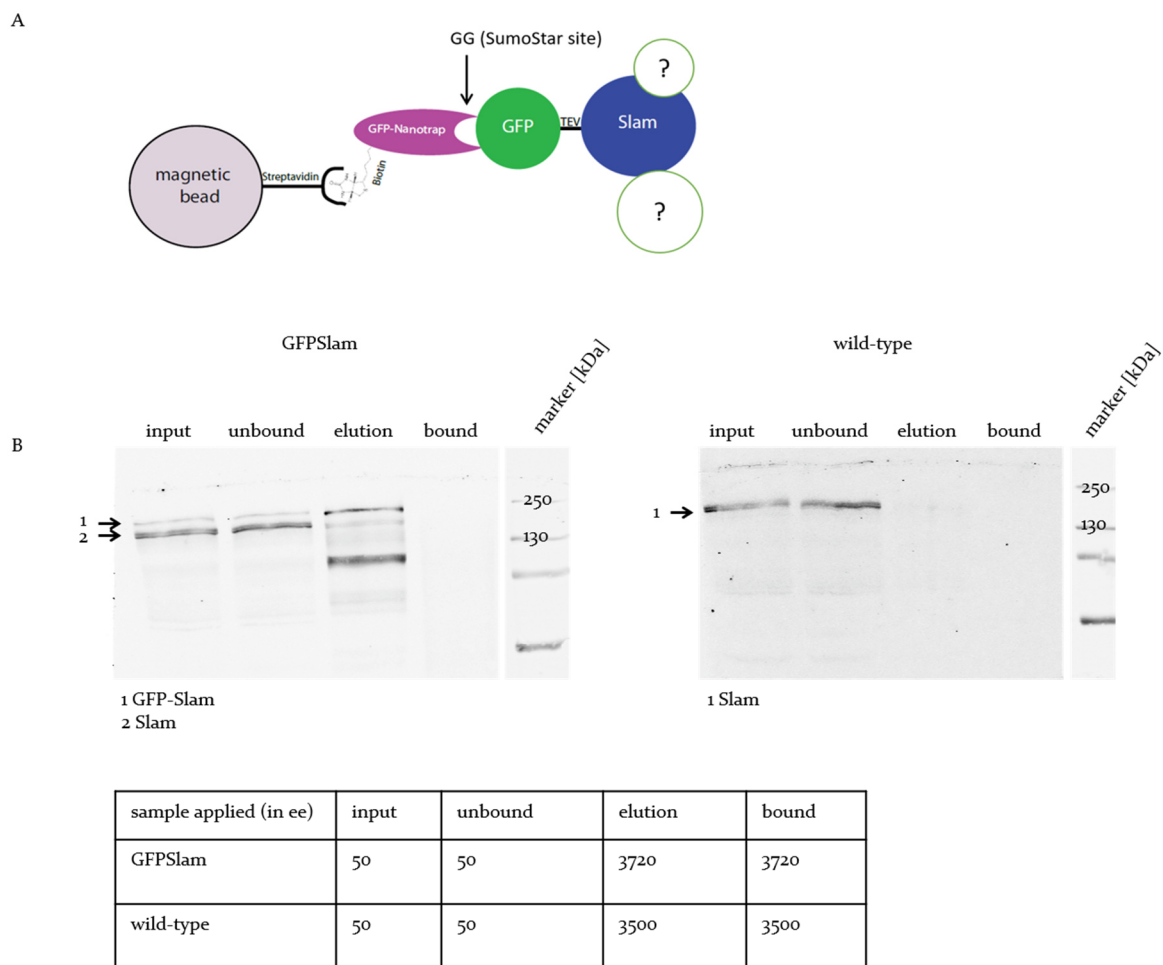 A
GG (SumoStar site)
?
GFP-Nanotrap
GFP
TEV
Slam
magnetic
bead
Streptavidin
Biotin
?
B
GFPSlam
wild-type
input unbound elution bound marker [kDa]
input unbound elution bound marker [kDa]
1
2
250
130
1
250
130
1 GFP-Slam
2 Slam
1 Slam
sample applied (in ee) input unbound elution bound
GFPSlam 50 50 3720 3720
wild-type 50 50 3500 3500